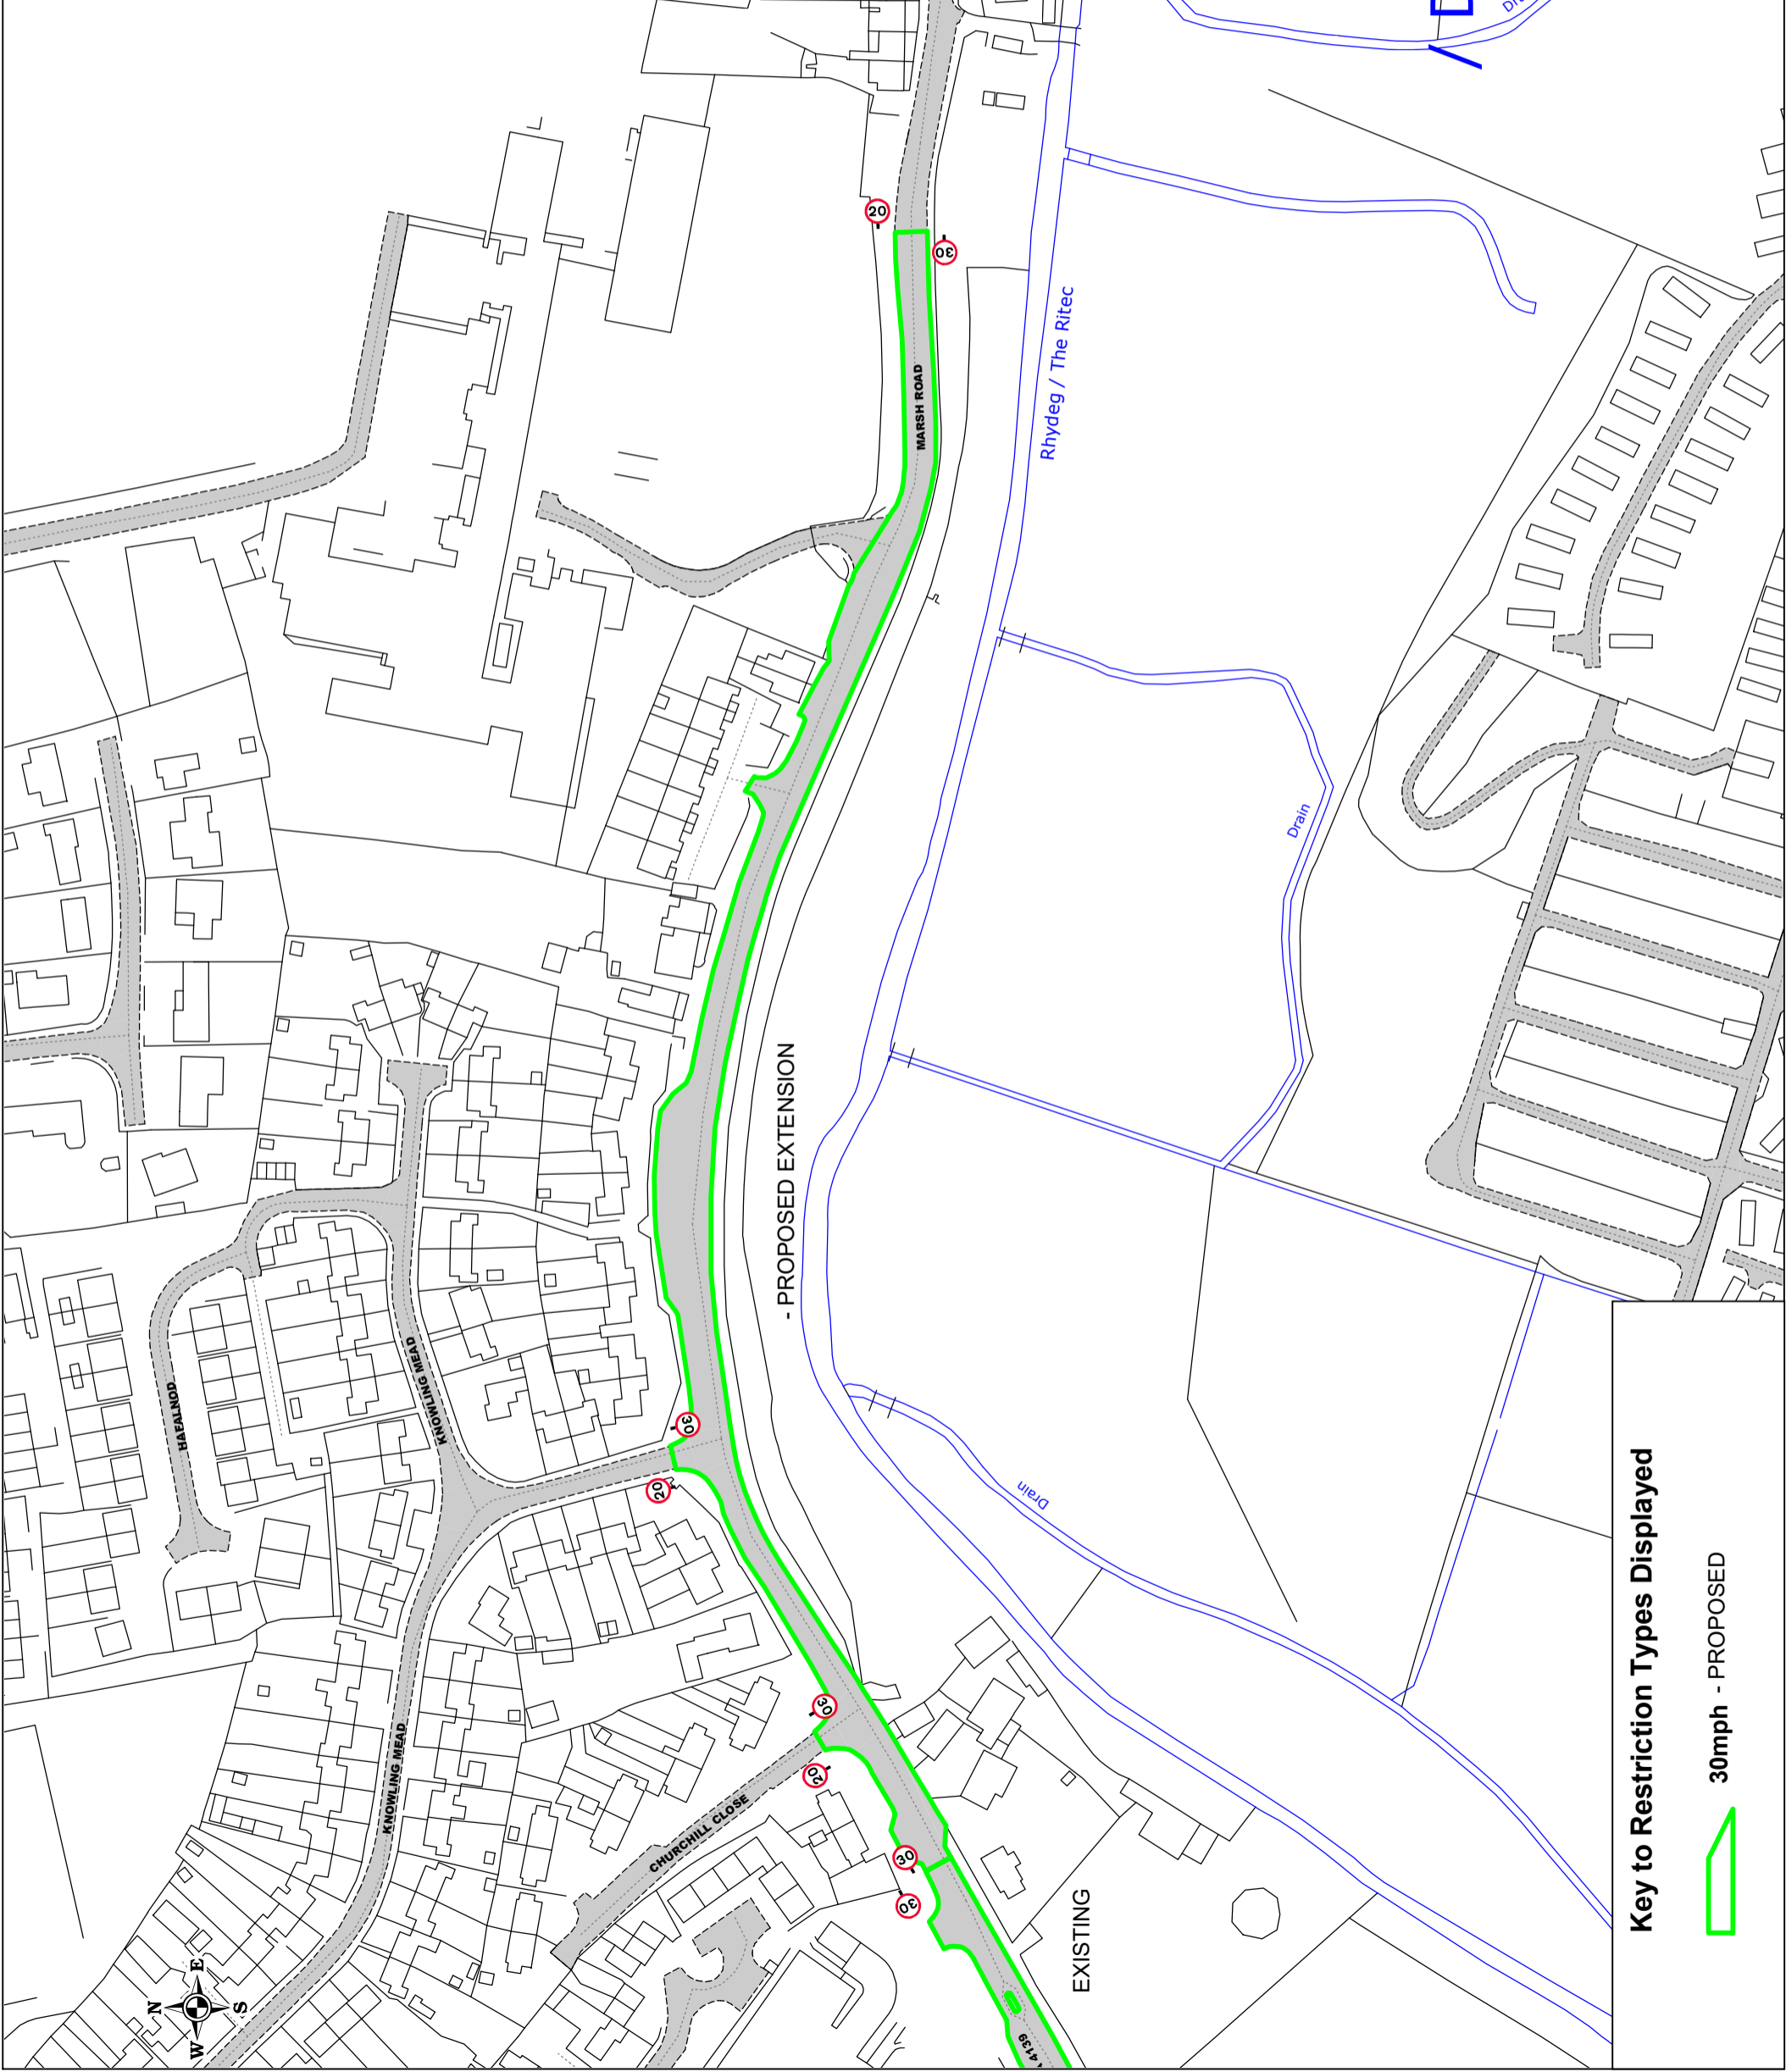 HAFALNOD
KNOWLING MEAD
KNOWLING MEAD
CHURCHILL CLOSE
MARSH ROAD
20
30
30
20
30
20
30
30
- PROPOSED EXTENSION
EXISTING
Rhydeg / The Ritec
Drain
Drain
4139
N
E
S
W
Key to Restriction Types Displayed
30mph - PROPOSED